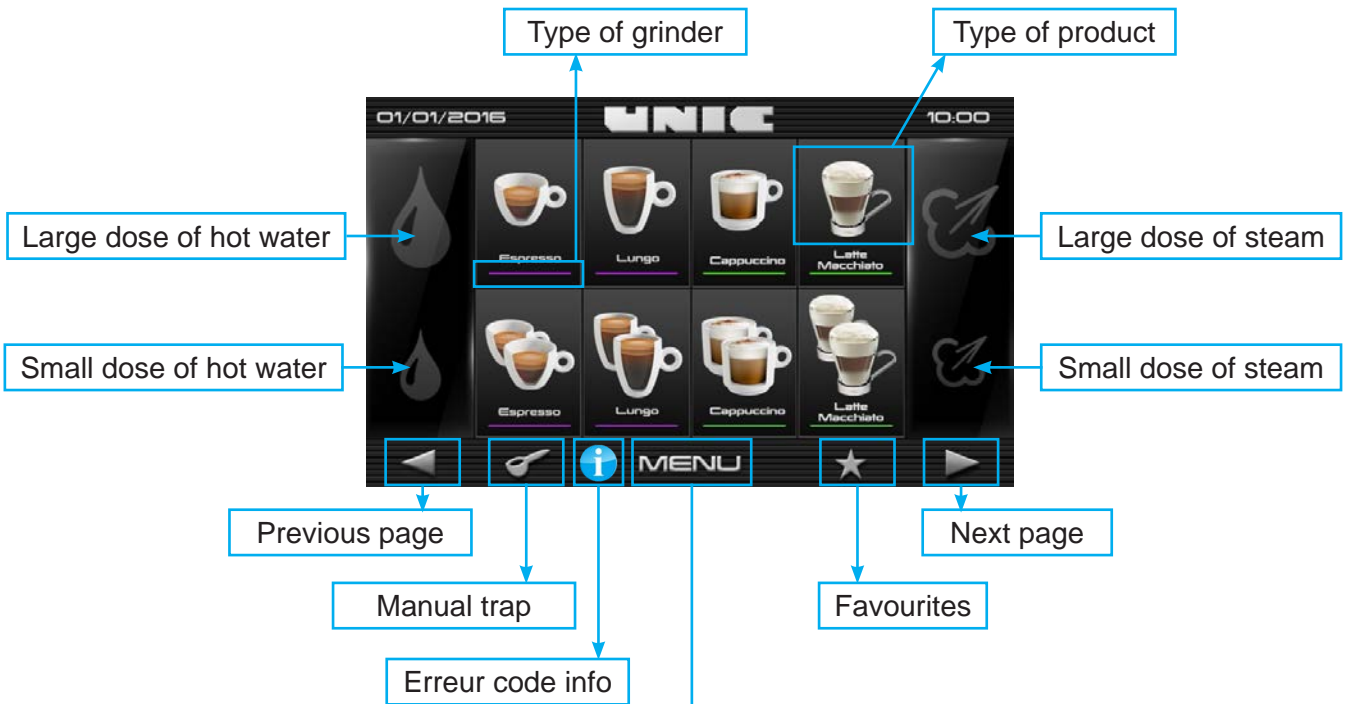 Type of grinder
Type of product
01/01/2016
UNIC
10:00
Large dose of hot water
Large dose of steam
Espresso
Lungo
Cappuccino
Latte
Macchiato
Small dose of hot water
Small dose of steam
Espresso
Lungo
Cappuccino
Latte
Macchiato
i
MENU
Previous page
Next page
Manual trap
Favourites
Erreur code info